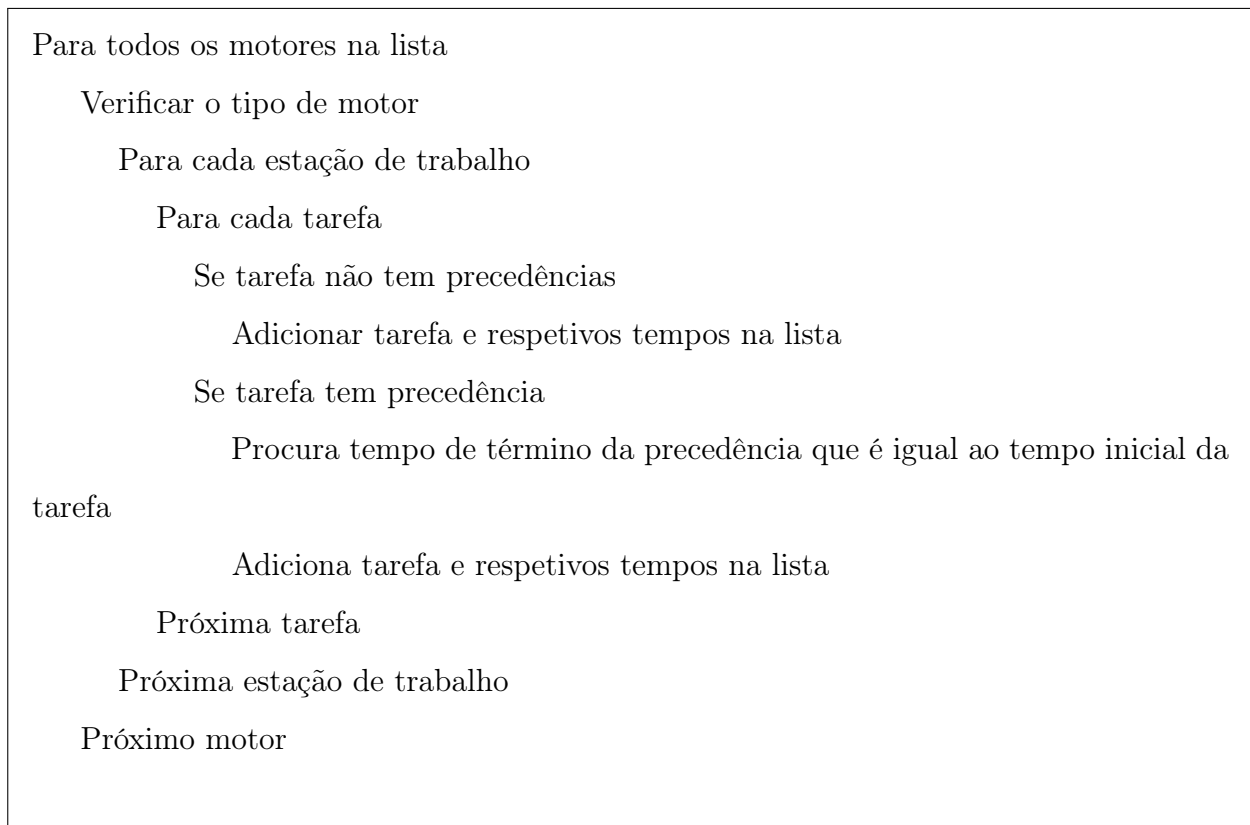 Para todos os motores na lista
Verificar o tipo de motor
Para cada estação de trabalho
Para cada tarefa
Se tarefa não tem precedências
Adicionar tarefa e respetivos tempos na lista
Se tarefa tem precedência
Procura tempo de término da precedência que é igual ao tempo inicial da
tarefa
Adiciona tarefa e respetivos tempos na lista
Próxima tarefa
Próxima estação de trabalho
Próximo motor